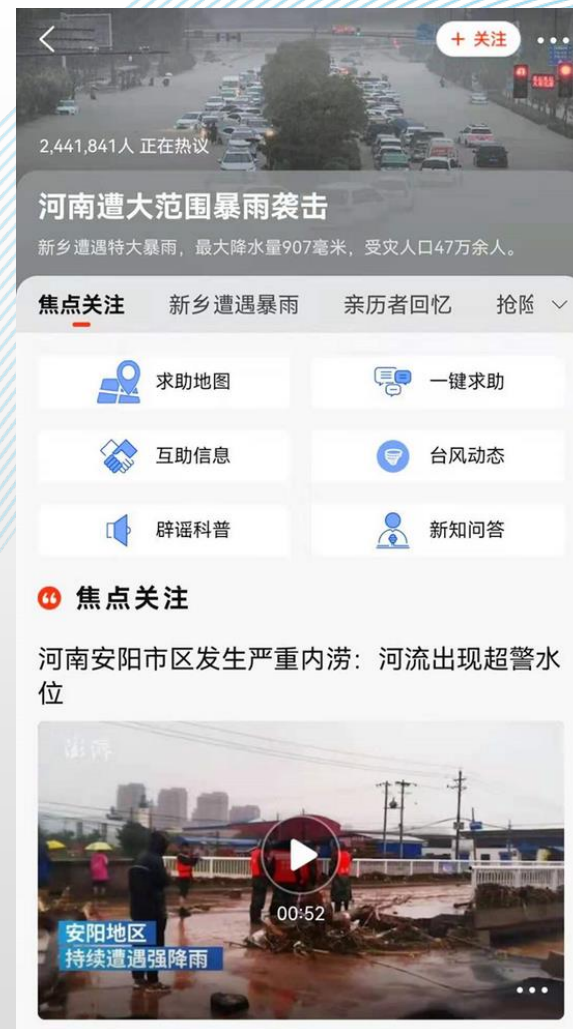 + 关注
2,441,841人 正在热议
河南遭大范围暴雨袭击
新乡遭遇特大暴雨，最大降水量907毫米，受灾人口47万余人。
焦点关注 新乡遭遇暴雨 亲历者回忆 抢险
求助地图 一键求助
互助信息 台风动态
辟谣科普 新知问答
焦点关注
河南安阳市区发生严重内涝：河流出现超警水
位
澎湃
00:52
安阳地区
持续遭遇强降雨